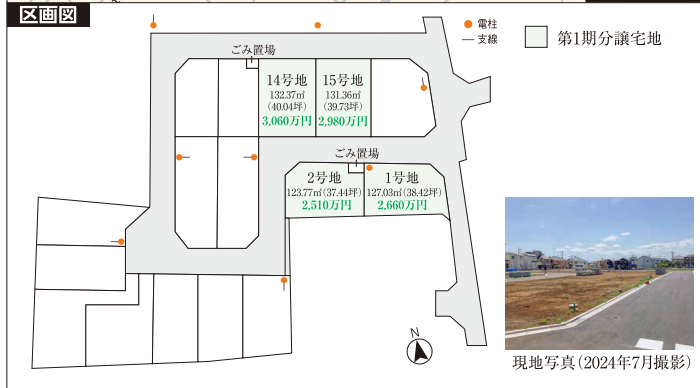 区画図
電柱
支線
第1期分譲宅地
ごみ置場
14号地
132.37㎡
(40.04坪)
3,060万円
15号地
131.36㎡
(39.73坪)
2,980万円
ごみ置場
2号地
123.77㎡(37.44坪)
2,510万円
1号地
127.03㎡(38.42坪)
2,660万円
N
現地写真(2024年7月撮影)